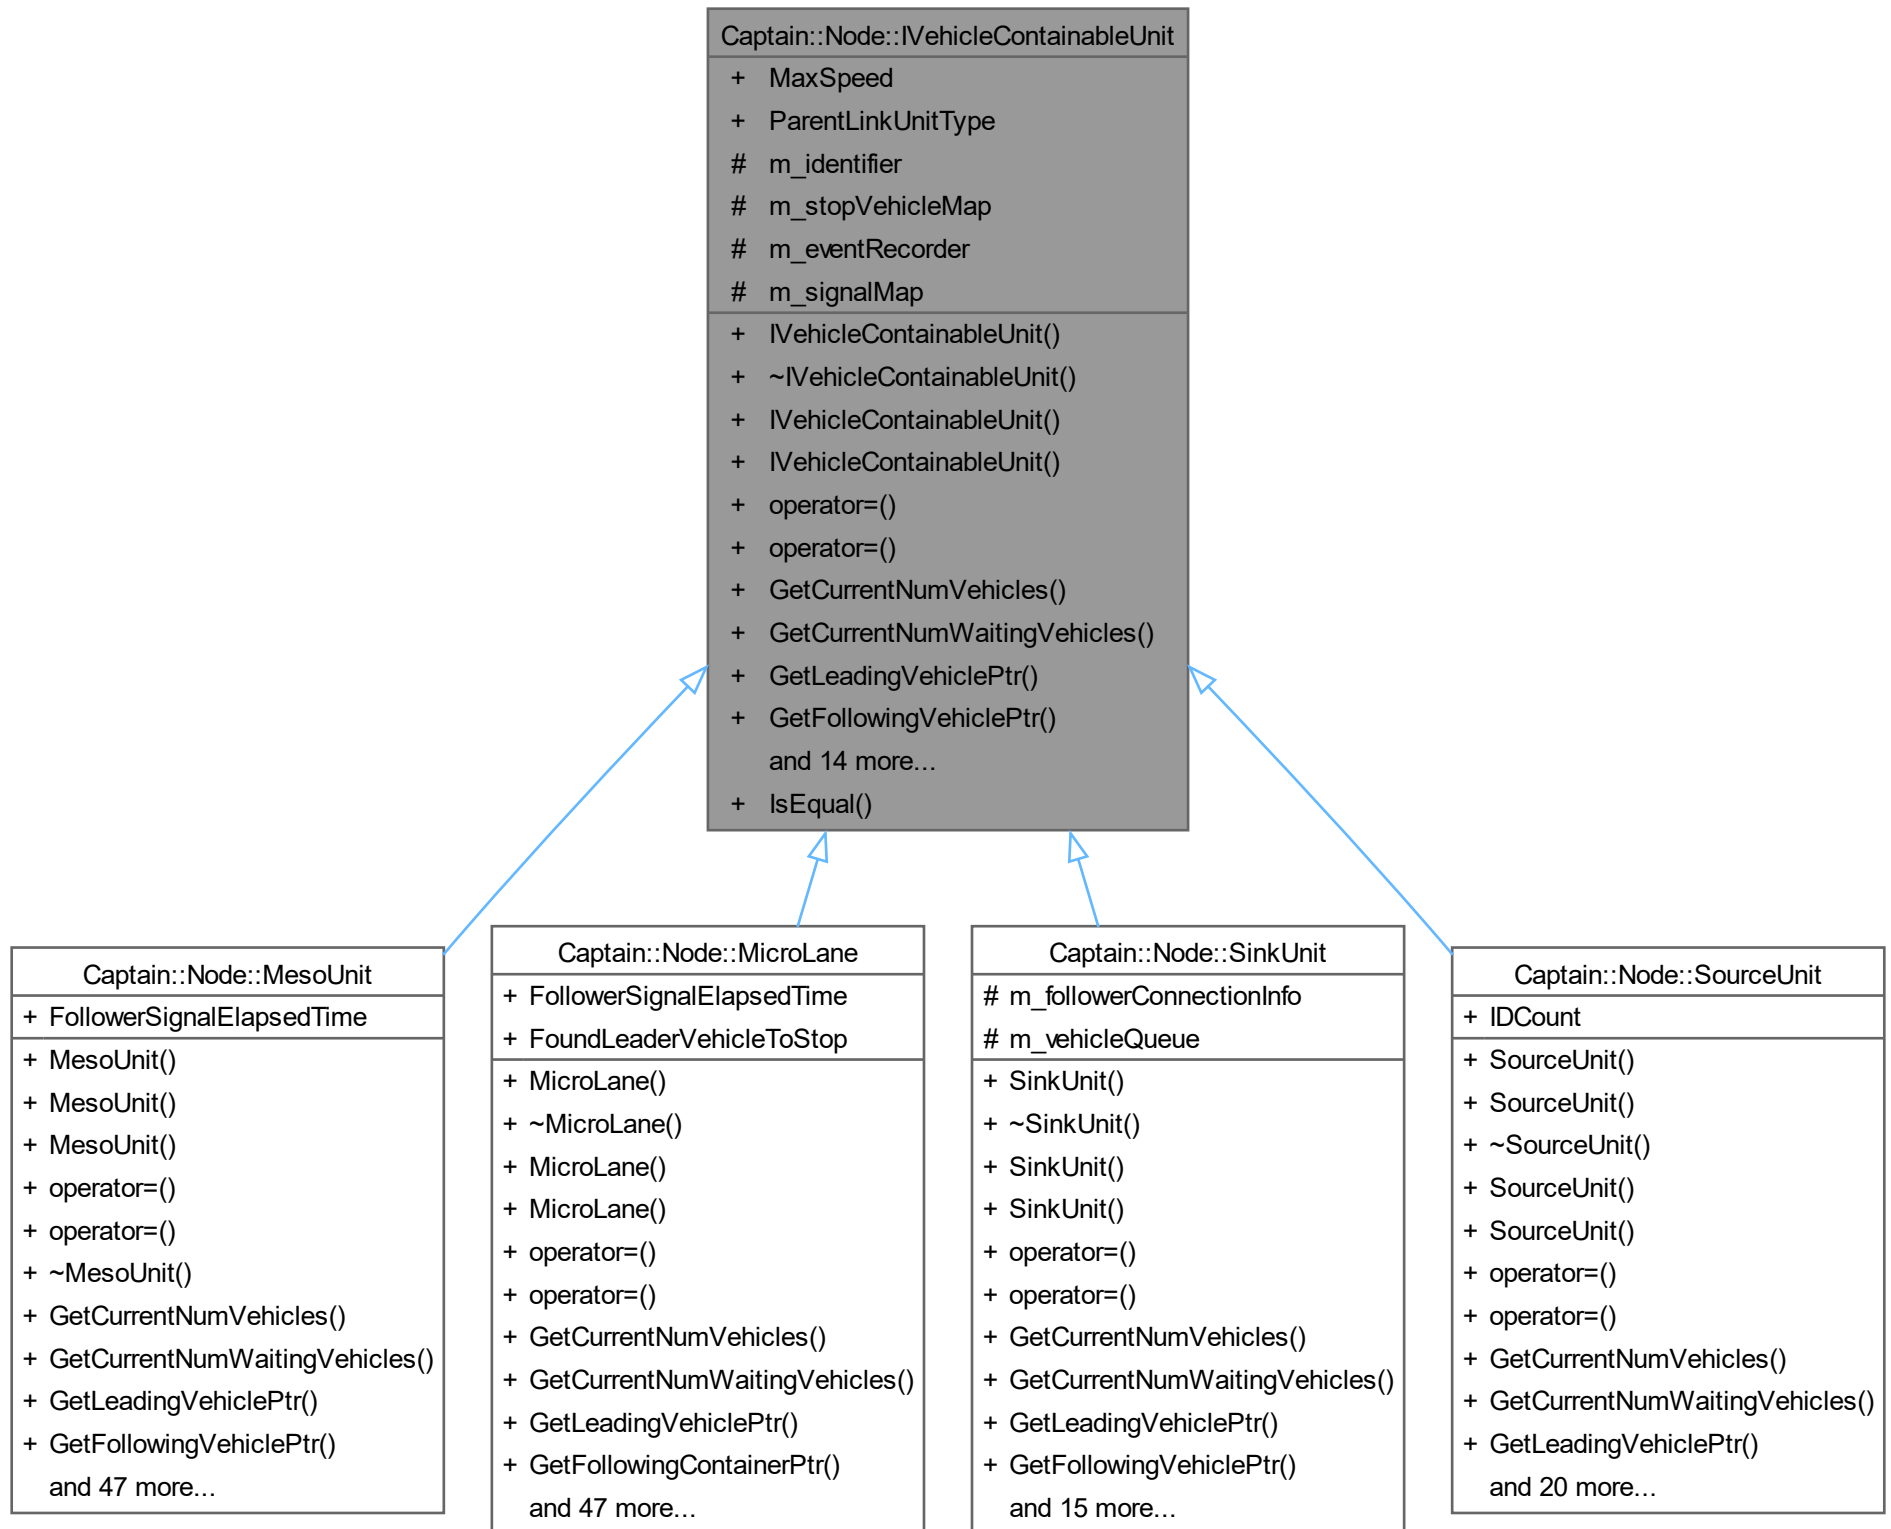 Captain::Node::IVehicleContainableUnit
+ MaxSpeed
+ ParentLinkUnitType
# m_identifier
# m_stopVehicleMap
# m_eventRecorder
# m_signalMap
+ IVehicleContainableUnit()
+ ~IVehicleContainableUnit()
+ IVehicleContainableUnit()
+ IVehicleContainableUnit()
+ operator=()
+ operator=()
+ GetCurrentNumVehicles()
+ GetCurrentNumWaitingVehicles()
+ GetLeadingVehiclePtr()
+ GetFollowingVehiclePtr()
and 14 more...
+ IsEqual()
Captain::Node::MesoUnit
+ FollowerSignalElapsedTime
+ MesoUnit()
+ MesoUnit()
+ MesoUnit()
+ operator=()
+ operator=()
+ ~MesoUnit()
+ GetCurrentNumVehicles()
+ GetCurrentNumWaitingVehicles()
+ GetLeadingVehiclePtr()
+ GetFollowingVehiclePtr()
and 47 more...
Captain::Node::MicroLane
+ FollowerSignalElapsedTime
+ FoundLeaderVehicleToStop
+ MicroLane()
+ ~MicroLane()
+ MicroLane()
+ MicroLane()
+ operator=()
+ operator=()
+ GetCurrentNumVehicles()
+ GetCurrentNumWaitingVehicles()
+ GetLeadingVehiclePtr()
+ GetFollowingContainerPtr()
and 47 more...
Captain::Node::SinkUnit
# m_followerConnectionInfo
# m_vehicleQueue
+ SinkUnit()
+ ~SinkUnit()
+ SinkUnit()
+ SinkUnit()
+ operator=()
+ operator=()
+ GetCurrentNumVehicles()
+ GetCurrentNumWaitingVehicles()
+ GetLeadingVehiclePtr()
+ GetFollowingVehiclePtr()
and 15 more...
Captain::Node::SourceUnit
+ IDCount
+ SourceUnit()
+ SourceUnit()
+ ~SourceUnit()
+ SourceUnit()
+ SourceUnit()
+ operator=()
+ operator=()
+ GetCurrentNumVehicles()
+ GetCurrentNumWaitingVehicles()
+ GetLeadingVehiclePtr()
and 20 more...